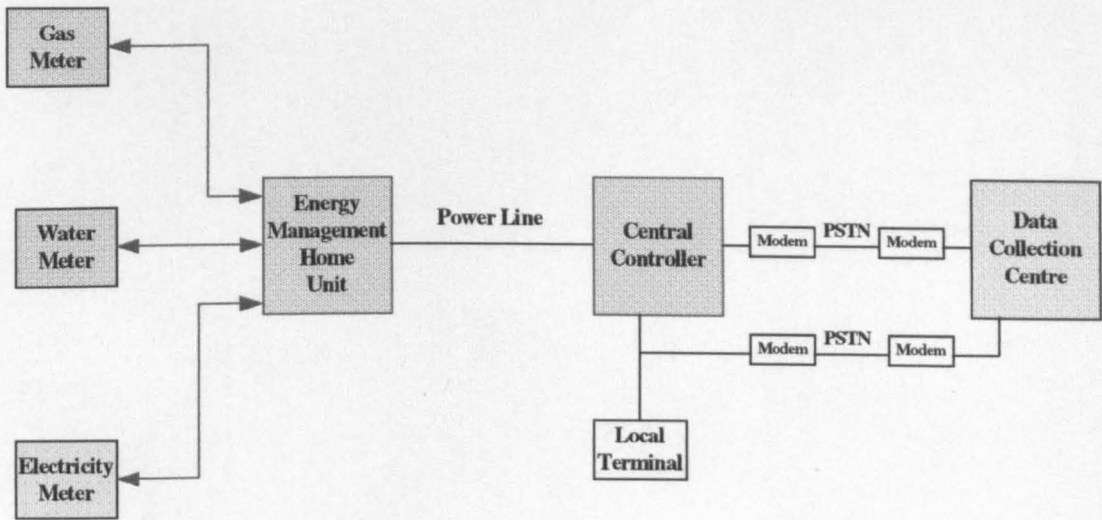 Gas
Meter
Water
Meter
Electricity
Meter
Energy
Management
Home
Unit
Power Line
Central
Controller
Modem
PSTN
Modem
Data
Collection
Centre
Modem
PSTN
Modem
Local
Terminal